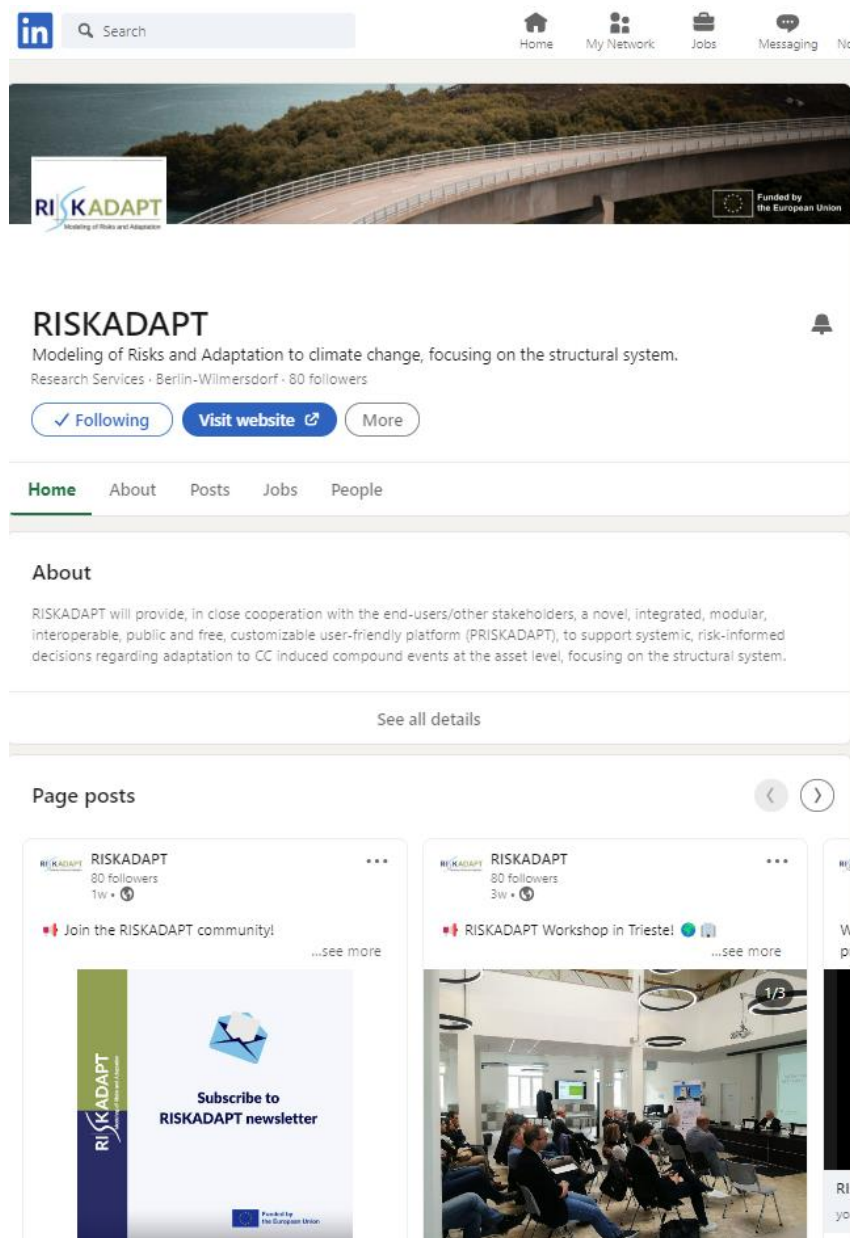 in
Search
Home
My Network
Jobs
Messaging
RISKADAPT
Modeling of Risks and Adaptation
Funded by
the European Union
RISKADAPT
Modeling of Risks and Adaptation to climate change, focusing on the structural system.
Research Services · Berlin-Wilmersdorf · 80 followers
Following
Visit website
More
Home
About
Posts
Jobs
People
About
RISKADAPT will provide, in close cooperation with the end-users/other stakeholders, a novel, integrated, modular,
interoperable, public and free, customizable user-friendly platform (PRISKADAPT), to support systemic, risk-informed
decisions regarding adaptation to CC induced compound events at the asset level, focusing on the structural system.
See all details
Page posts
RISKADAPT
RISKADAPT
80 followers
1w •
Join the RISKADAPT community!
...see more
RISKADAPT
Subscribe to
RISKADAPT newsletter
Funded by
the European Union
RISKADAPT
RISKADAPT
80 followers
3w •
RISKADAPT Workshop in Trieste!
...see more
1/3